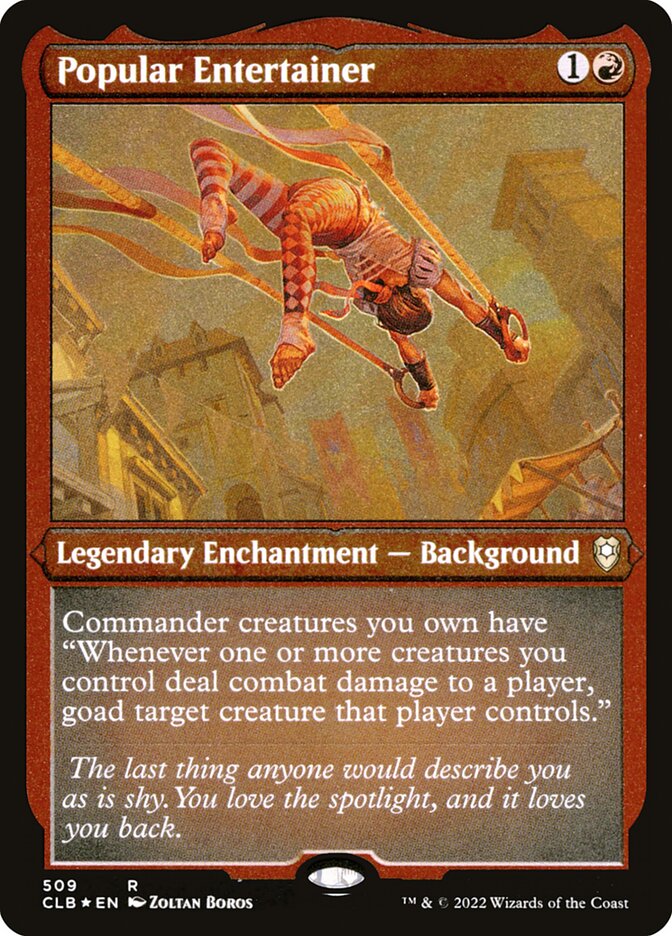 Popular Entertainer 1
Legendary Enchantment — Background
Commander creatures you own have
“Whenever one or more creatures you
control deal combat damage to a player,
goad target creature that player controls.”
The last thing anyone would describe you
as is shy. You love the spotlight, and it loves
you back.
509 R
CLB★EN Zoltan Boros ™ & © 2022 Wizards of the Coast